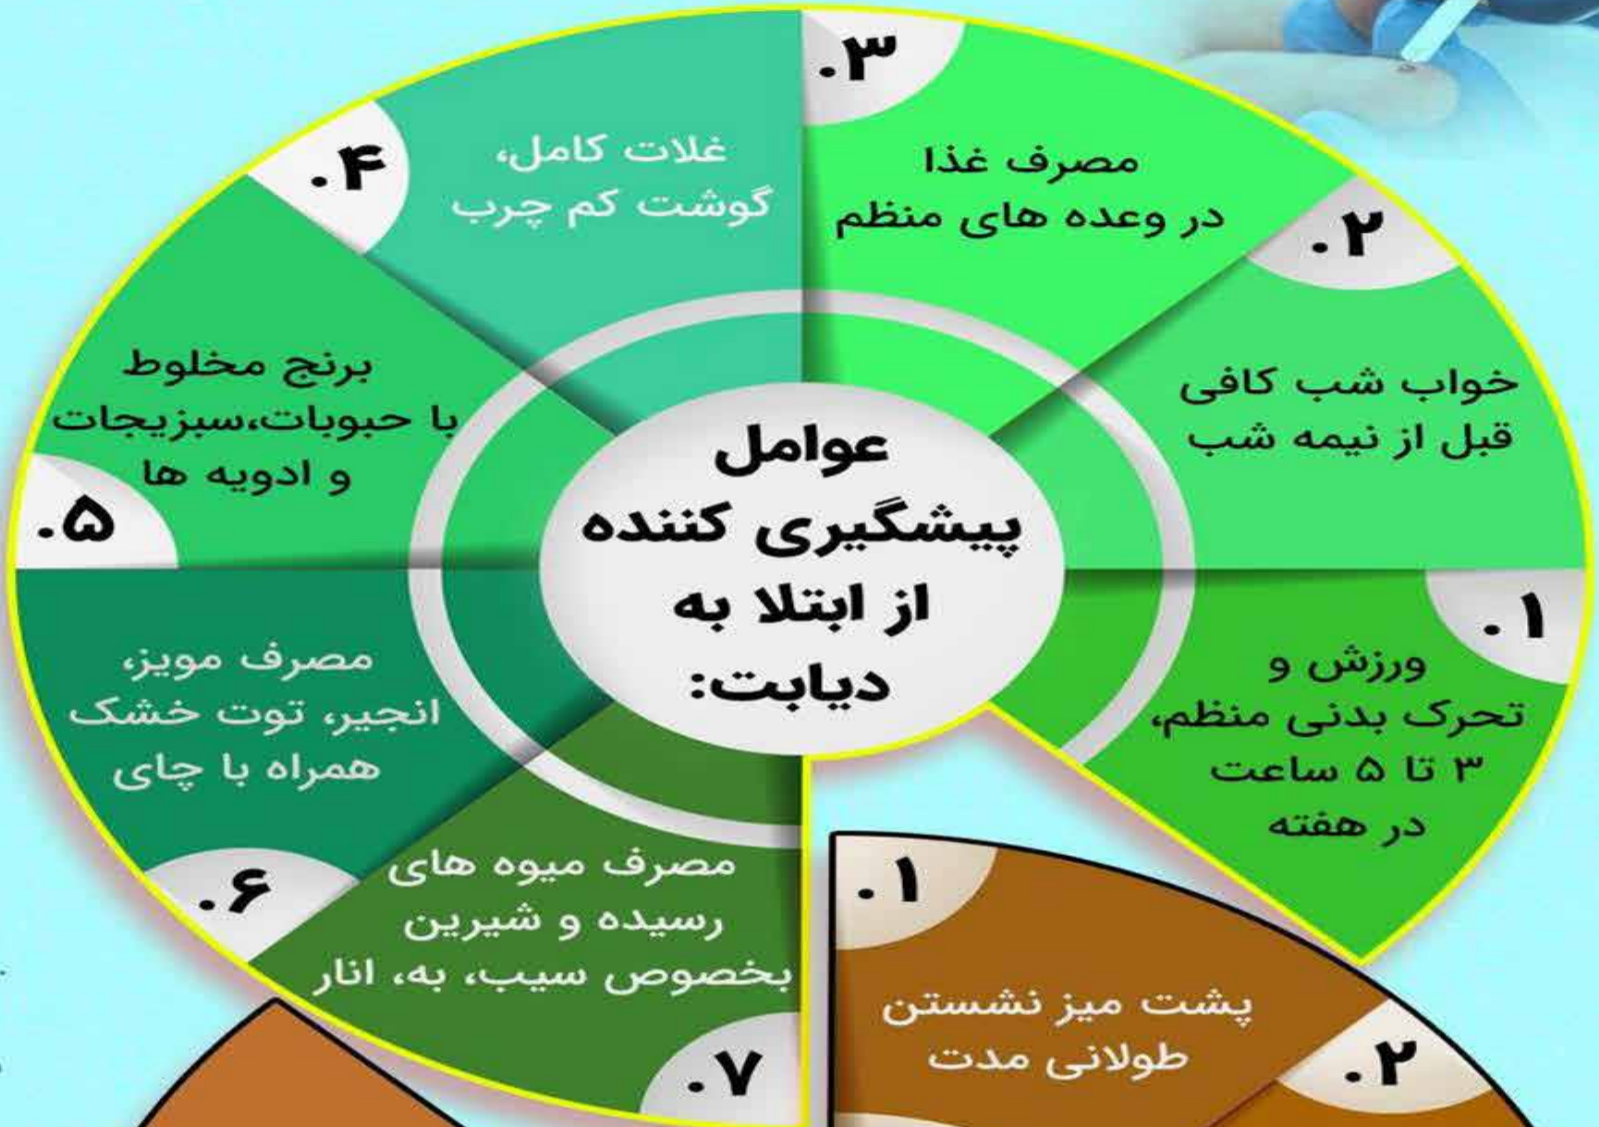 عوامل
پیشگیری کننده
از ابتلا به
دیابت:
۱.
ورزش و
تحرک بدنی منظم،
۳ تا ۵ ساعت
در هفته
۲.
خواب شب کافی
قبل از نیمه شب
۳.
مصرف غذا
در وعده های منظم
۴.
غلات کامل،
گوشت کم چرب
۵.
برنج مخلوط
با حبوبات،سبزیجات
و ادویه ها
۶.
مصرف مویز،
انجیر، توت خشک
همراه با چای
۷.
مصرف میوه های
رسیده و شیرین
بخصوص سیب، به، انار
۱.
پشت میز نشستن
طولانی مدت
۲.